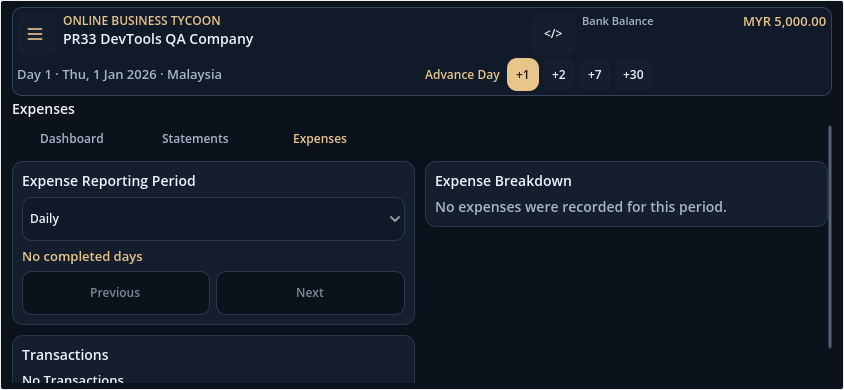 ONLINE BUSINESS TYCOON
PR33 DevTools QA Company
</>
Bank Balance
MYR 5,000.00
Day 1 · Thu, 1 Jan 2026 · Malaysia
Advance Day +1 +2 +7 +30
Expenses
Dashboard Statements Expenses
Expense Reporting Period
Daily
No completed days
Previous Next
Expense Breakdown
No expenses were recorded for this period.
Transactions
No Transactions